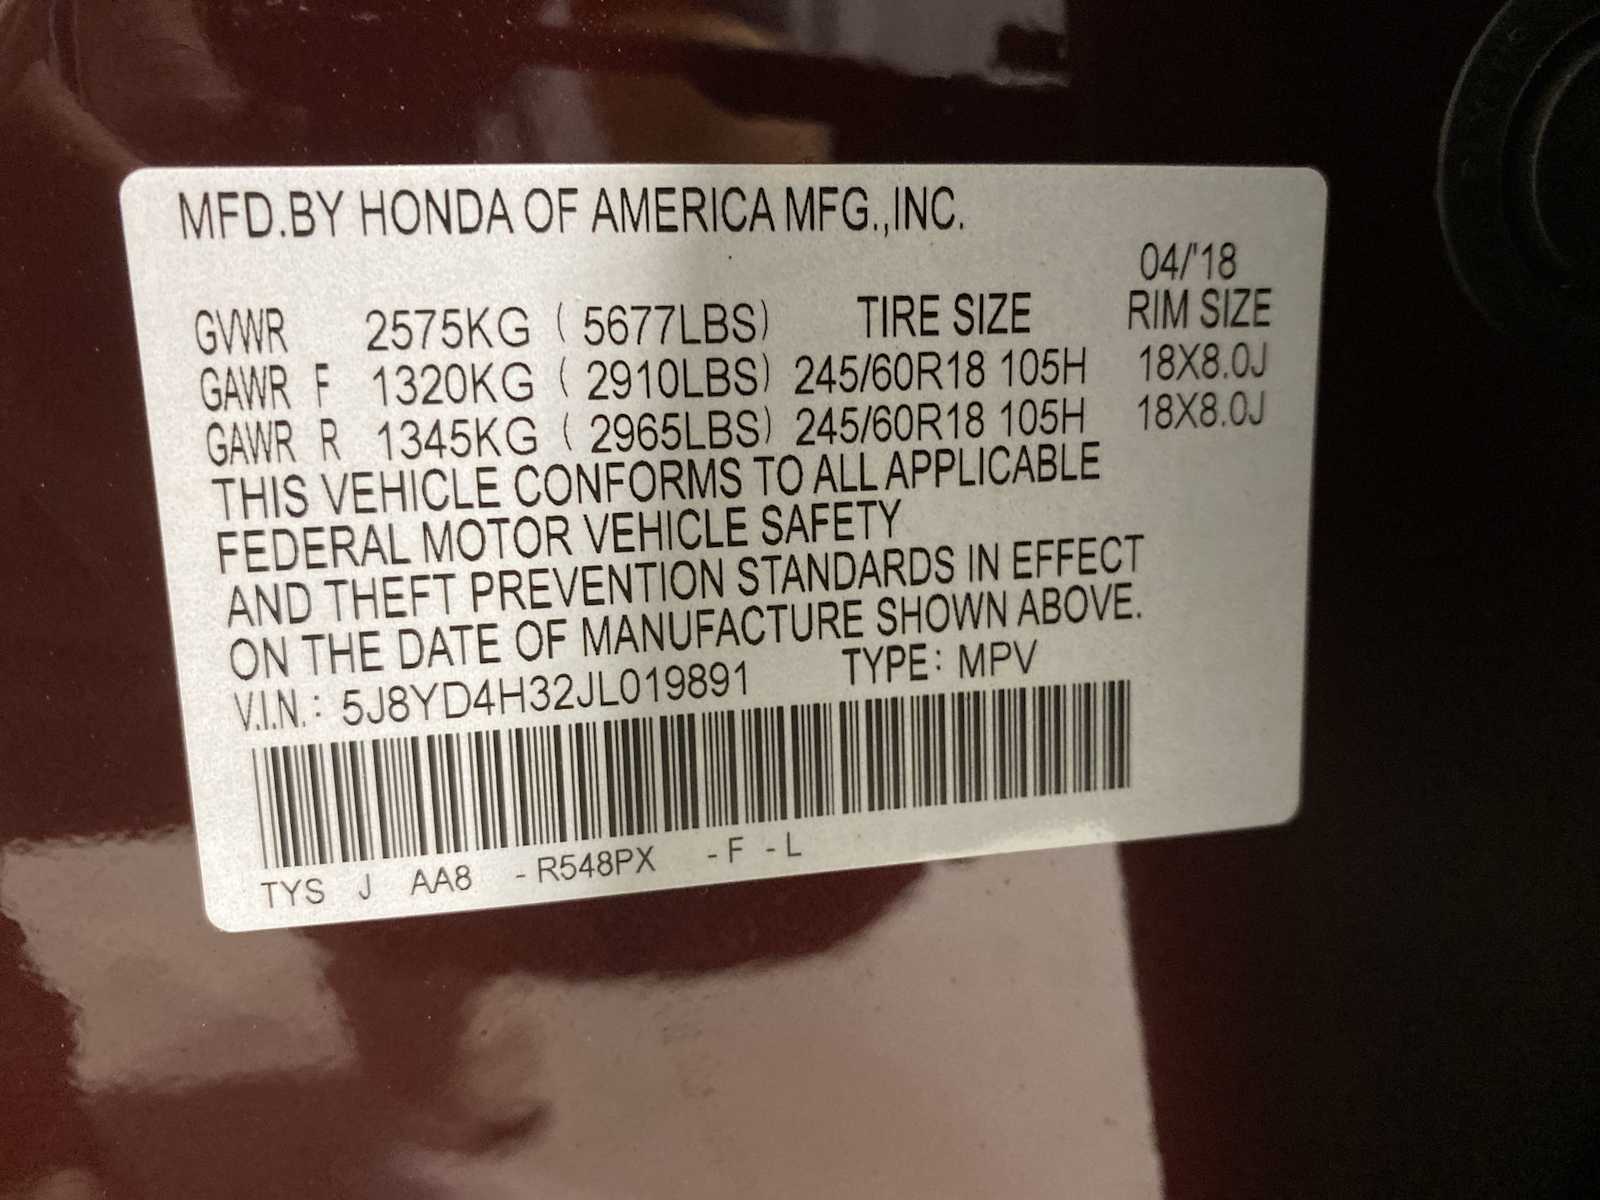 MFD.BY HONDA OF AMERICA MFG.,INC.
04/'18
GVWR 2575KG ( 5677LBS) TIRE SIZE RIM SIZE
GAWR F 1320KG ( 2910LBS) 245/60R18 105H 18X8.0J
GAWR R 1345KG ( 2965LBS) 245/60R18 105H 18X8.0J
THIS VEHICLE CONFORMS TO ALL APPLICABLE
FEDERAL MOTOR VEHICLE SAFETY
AND THEFT PREVENTION STANDARDS IN EFFECT
ON THE DATE OF MANUFACTURE SHOWN ABOVE.
V.I.N.: 5J8YD4H32JL019891 TYPE: MPV
TYS J AA8 -R548PX -F -L